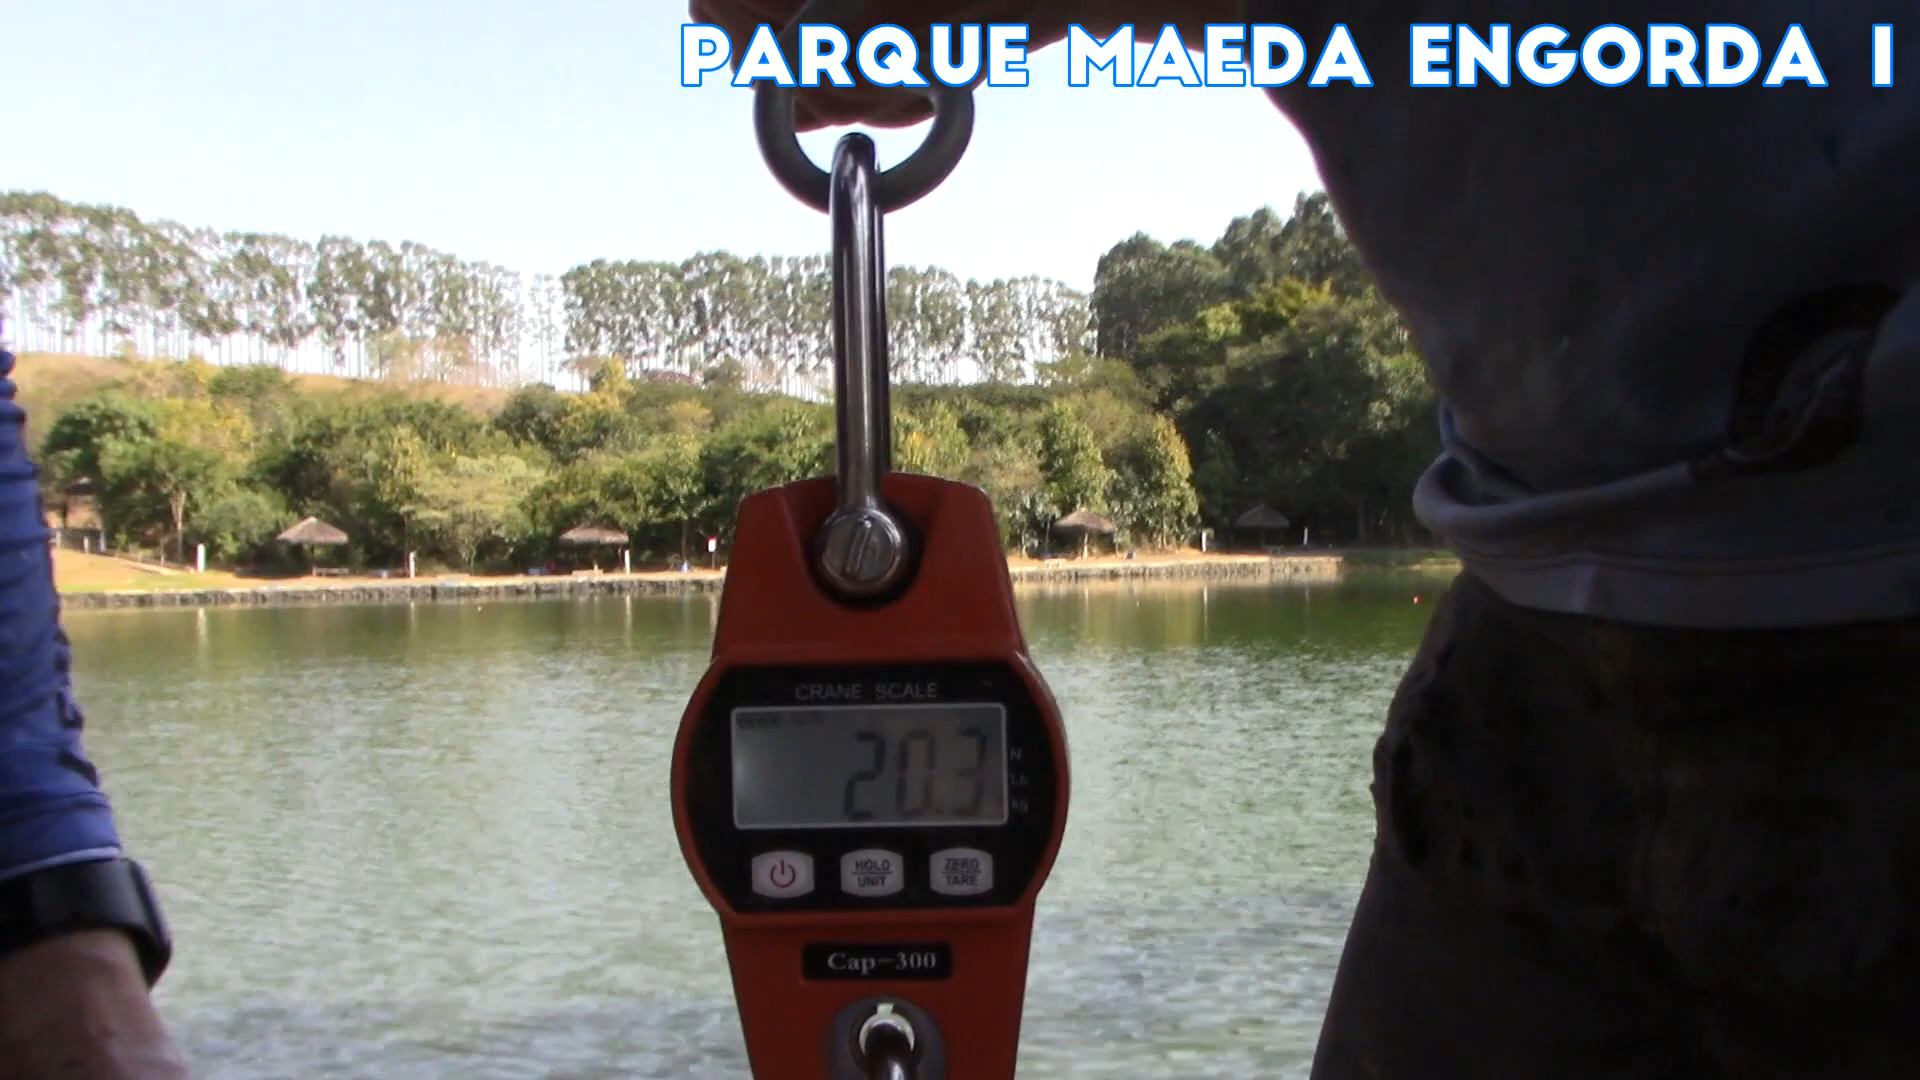 PARQUE MAEDA ENGORDA I
CRANE SCALE
20.3
N
Lb
kg
HOLD
UNIT
ZERO
TARE
Cap-300